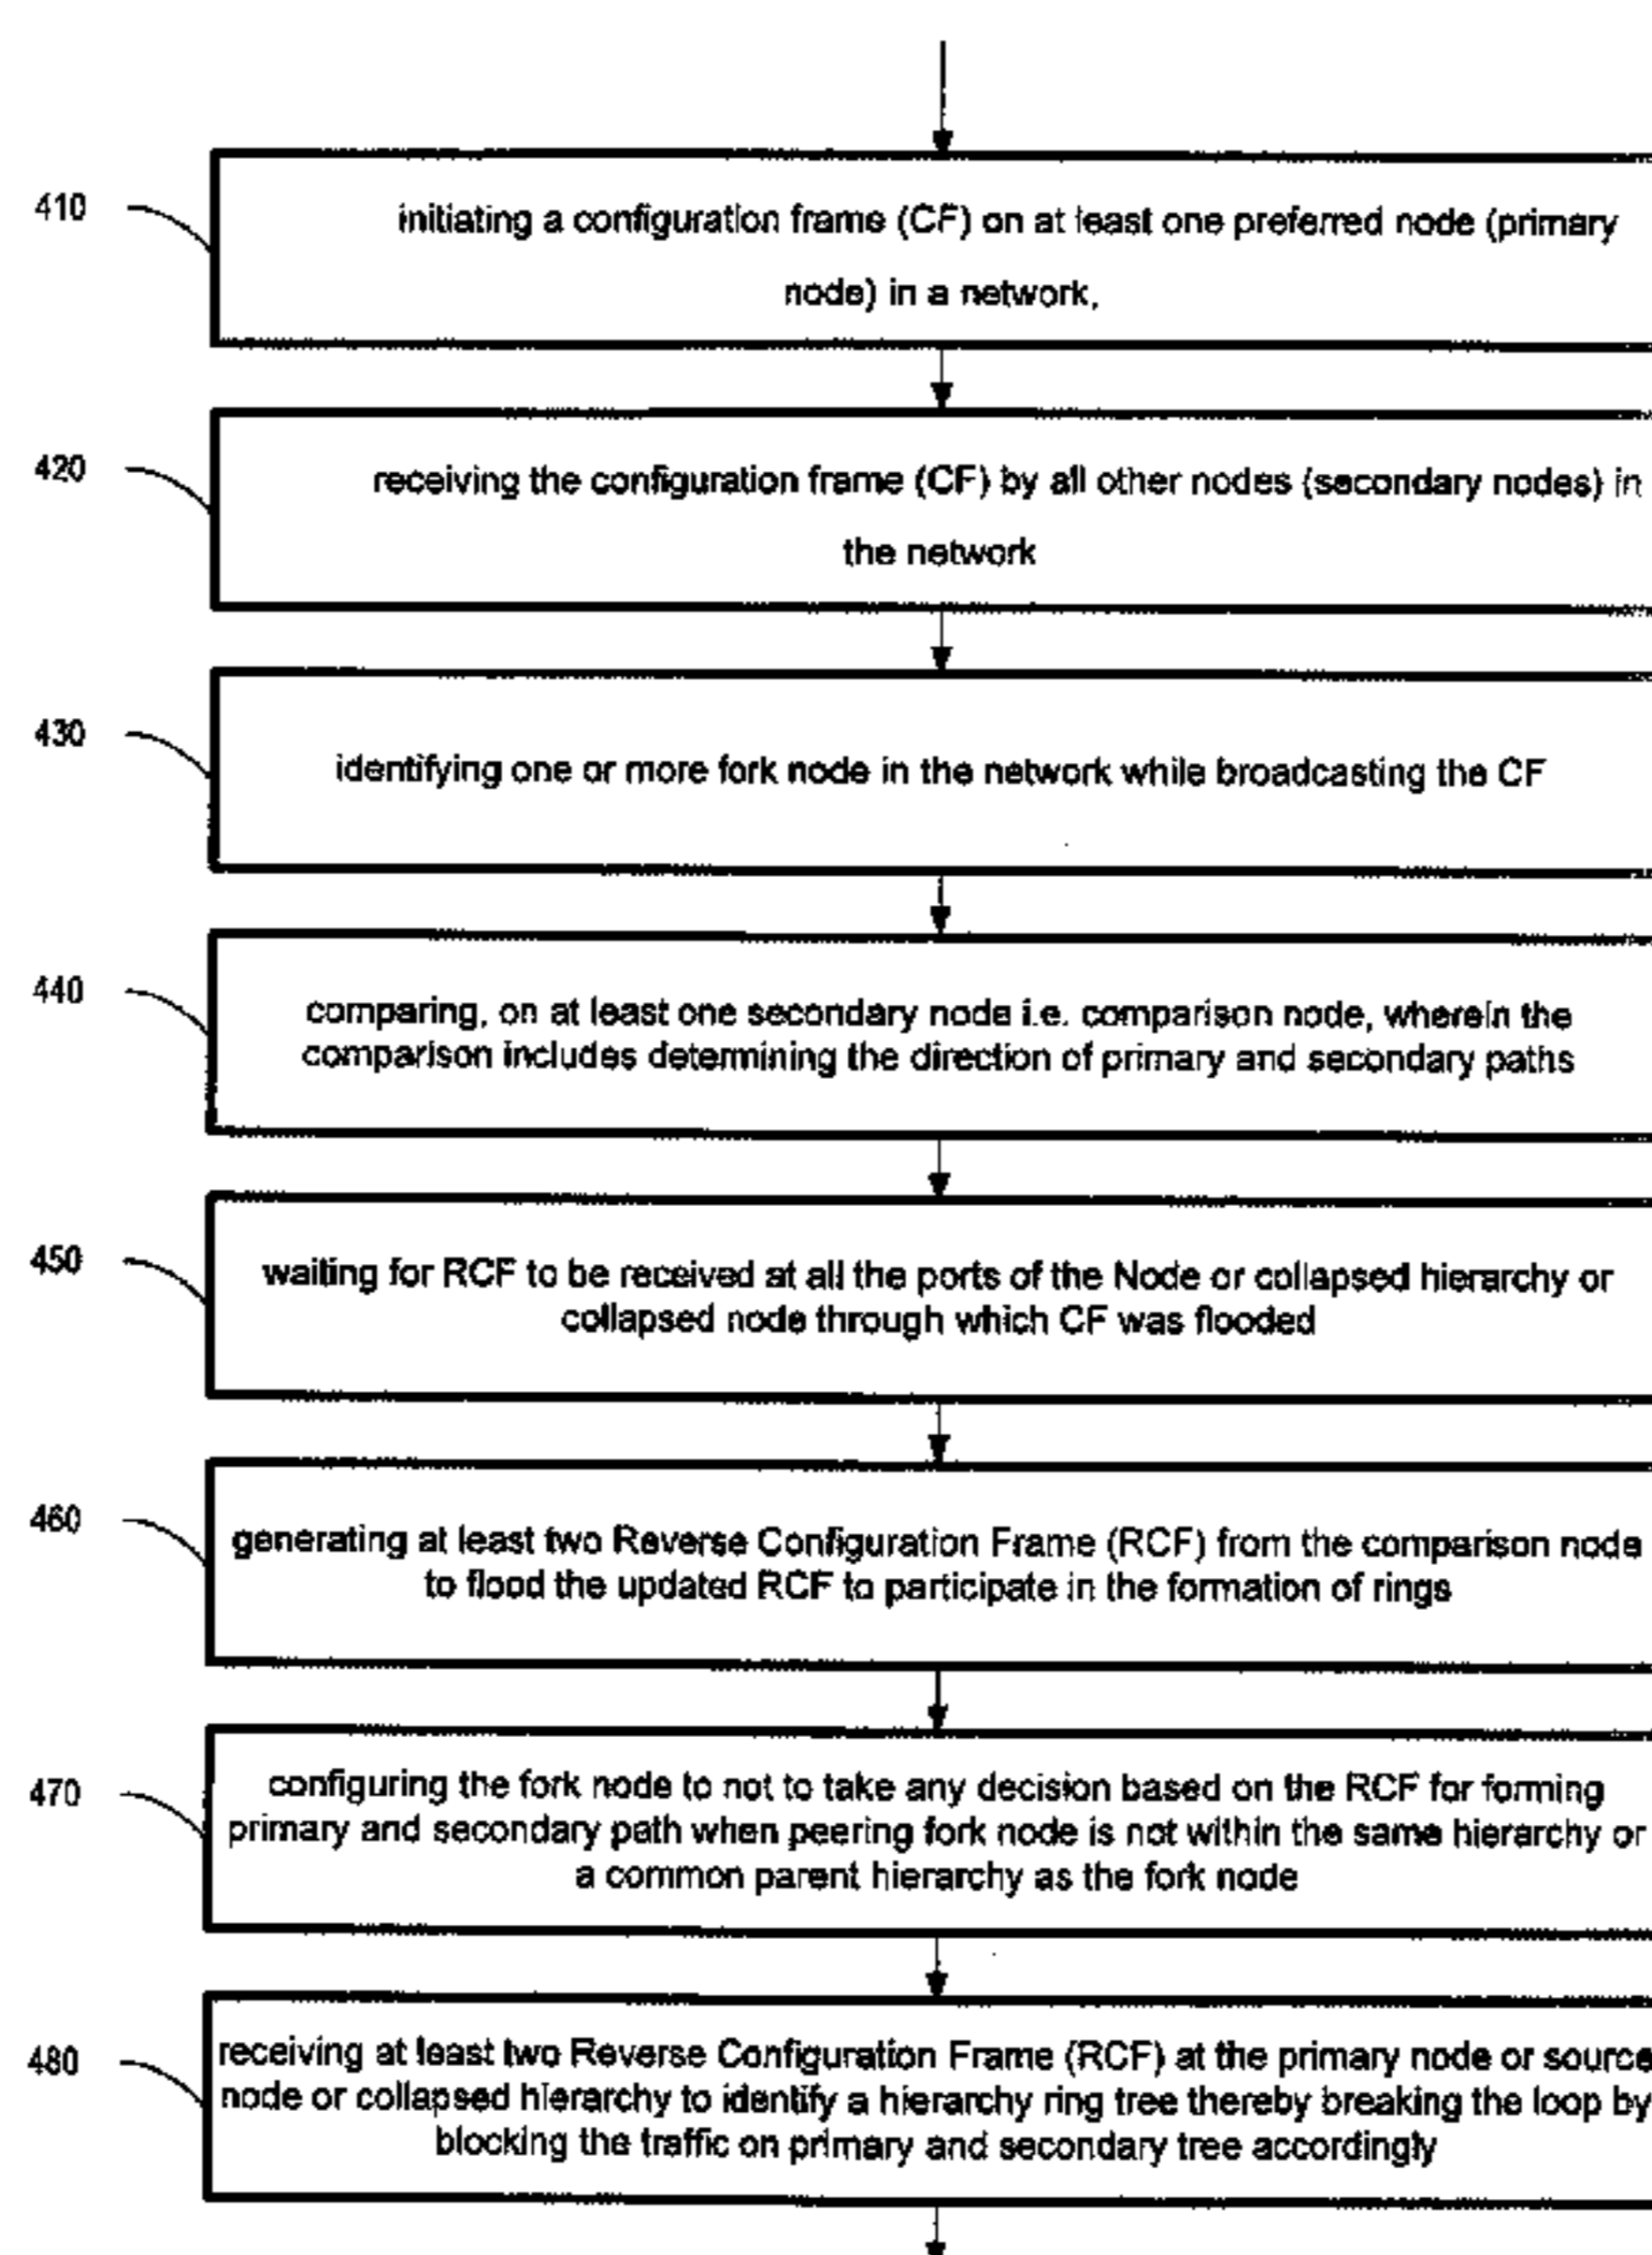 410
initiating a configuration frame (CF) on at least one preferred node (primary
node) in a network,
420
receiving the configuration frame (CF) by all other nodes (secondary nodes) in
the network
430
identifying one or more fork node in the network while broadcasting the CF
440
comparing, on at least one secondary node i.e. comparison node, wherein the
comparison includes determining the direction of primary and secondary paths
450
waiting for RCF to be received at all the ports of the Node or collapsed hierarchy or
collapsed node through which CF was flooded
460
generating at least two Reverse Configuration Frame (RCF) from the comparison node
to flood the updated RCF to participate in the formation of rings
470
configuring the fork node to not to take any decision based on the RCF for forming
primary and secondary path when peering fork node is not within the same hierarchy or
a common parent hierarchy as the fork node
480
receiving at least two Reverse Configuration Frame (RCF) at the primary node or source
node or collapsed hierarchy to identify a hierarchy ring tree thereby breaking the loop by
blocking the traffic on primary and secondary tree accordingly